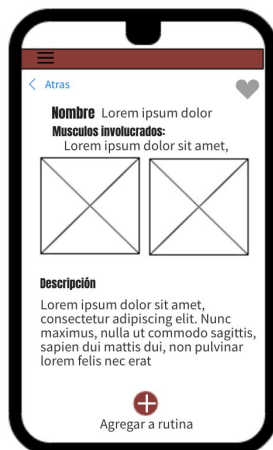 Atras
Nombre Lorem ipsum dolor
Musculos involucrados:
Lorem ipsum dolor sit amet,
Descripción
Lorem ipsum dolor sit amet,
consectetur adipiscing elit. Nunc
maximus, nulla ut commodo sagittis,
sapien dui mattis dui, non pulvinar
lorem felis nec erat
Agregar a rutina